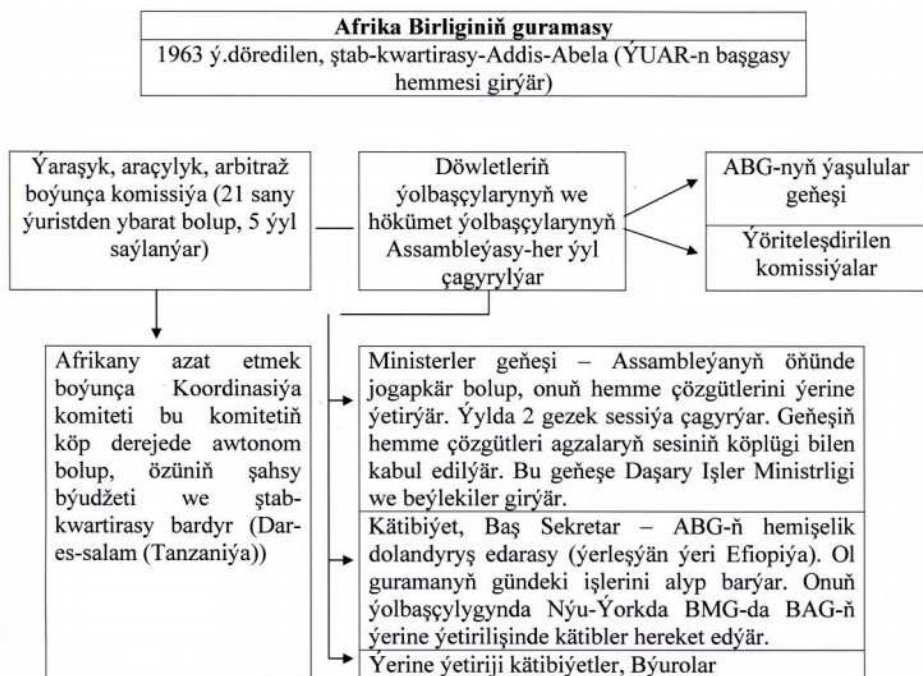 Afrika Birliginiň guramasy
1963 ý.döredilen, ştab-kwartirasy-Addis-Abela (ÝUAR-n başgasy
hemmesi girýär)
Ýaraşyk, araçylyk, arbitraž
boýunça komissiýa (21 sany
ýuristden ybarat bolup, 5 ýyl
saýlanýar)
Döwletleriň
ýolbaşçylarynyň we
hökümet ýolbaşçylarynyň
Assambleýasy-her ýyl
çagyrylýar
ABG-nyň ýaşulular
geňeşi
Ýöriteleşdirilen
komissiýalar
Afrikany azat etmek
boýunça Koordinasiýa
komiteti bu komitetiň
köp derejede awtonom
bolup, özüniň şahsy
býudžeti we ştab-
kwartirasy bardyr (Dar-
es-salam (Tanzaniýa))
Ministerler geňeşi – Assambleýanyň öňünde
jogapkär bolup, onuň hemme çözgütlerini ýerine
ýetirýär. Ýylda 2 gezek sessiýa çagyrýar. Geňeşiň
hemme çözgütleri agzalaryň sesiniň köplügi bilen
kabul edilýär. Bu geňeşe Daşary Işler Ministrligi
we beýlekiler girýär.
Kätibiýet, Baş Sekretar – ABG-ň hemişelik
dolandyryş edarasy (ýerleşýän ýeri Efiopiýa). Ol
guramanyň gündeki işlerini alyp barýar. Onuň
ýolbaşçylygynda Nýu-Ýorkda BMG-da BAG-ň
ýerine ýetirilişinde kätibler hereket edýär.
Ýerine ýetiriji kätibiýetler, Býurolar